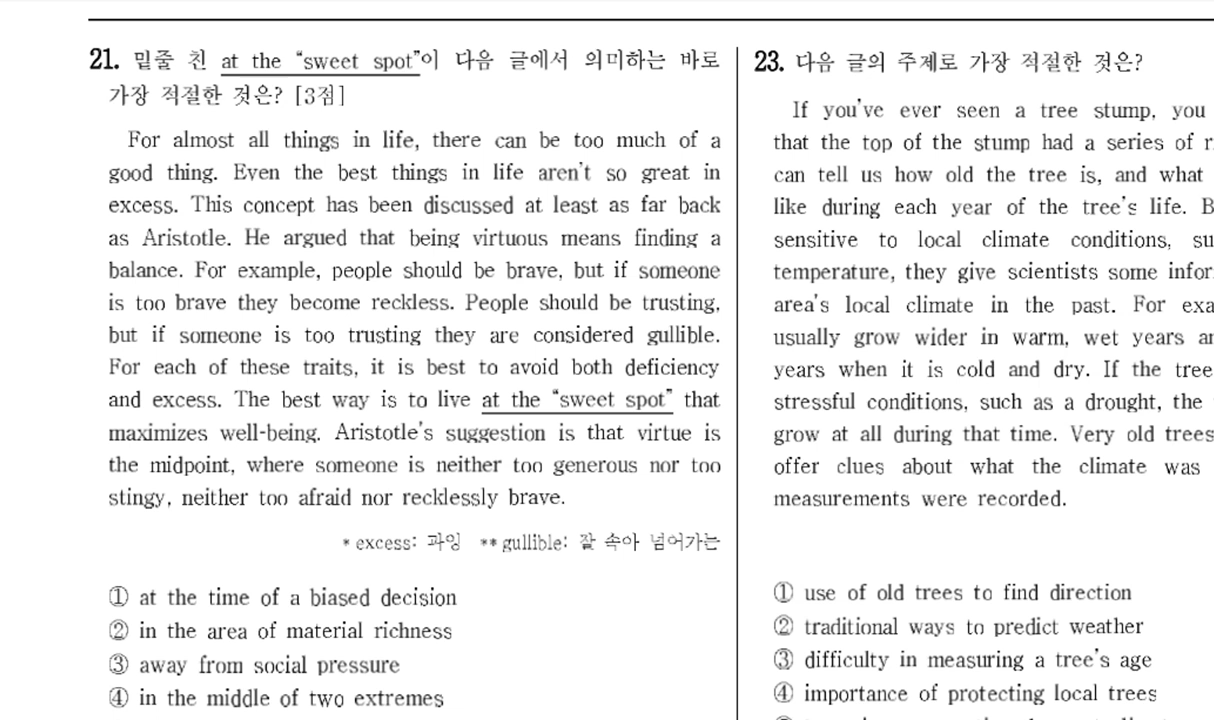 21. 밑줄 친 at the “sweet spot”이 다음 글에서 의미하는 바로
가장 적절한 것은? [3점]
For almost all things in life, there can be too much of a
good thing. Even the best things in life aren’t so great in
excess. This concept has been discussed at least as far back
as Aristotle. He argued that being virtuous means finding a
balance. For example, people should be brave, but if someone
is too brave they become reckless. People should be trusting,
but if someone is too trusting they are considered gullible.
For each of these traits, it is best to avoid both deficiency
and excess. The best way is to live at the “sweet spot” that
maximizes well-being. Aristotle’s suggestion is that virtue is
the midpoint, where someone is neither too generous nor too
stingy, neither too afraid nor recklessly brave.
* excess: 과잉 ** gullible: 잘 속아 넘어가는
① at the time of a biased decision
② in the area of material richness
③ away from social pressure
④ in the middle of two extremes
23. 다음 글의 주제로 가장 적절한 것은?
If you’ve ever seen a tree stump, you
that the top of the stump had a series of r
can tell us how old the tree is, and what
like during each year of the tree’s life. B
sensitive to local climate conditions, su
temperature, they give scientists some infor
area’s local climate in the past. For exa
usually grow wider in warm, wet years ar
years when it is cold and dry. If the tree
stressful conditions, such as a drought, the
grow at all during that time. Very old trees
offer clues about what the climate was
measurements were recorded.
① use of old trees to find direction
② traditional ways to predict weather
③ difficulty in measuring a tree’s age
④ importance of protecting local trees